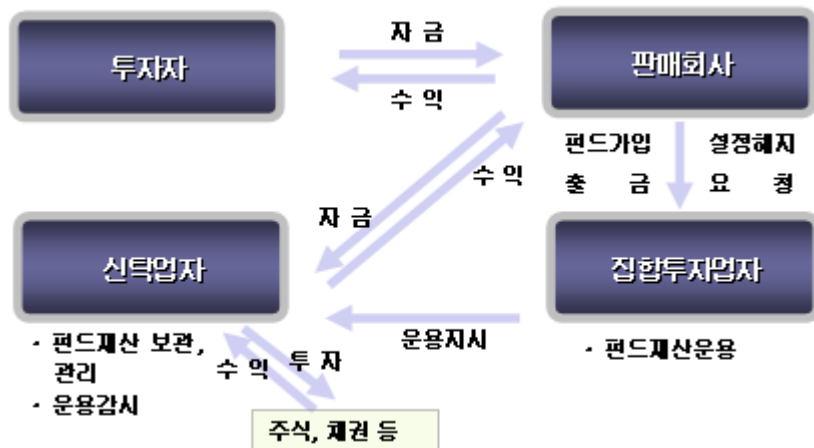 자 금
투자자
판매회사
수 익
펀드가입 설정해지
출 금 요 청
수 익
자 금
신탁업자
집합투자업자
운용지시
· 펀드재산 보관,
관리
· 운용감시
수 익
투 자
· 펀드재산운용
주식, 채권 등